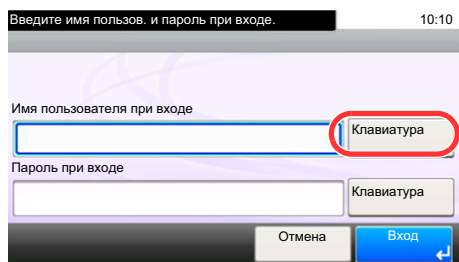 Введите имя пользов. и пароль при входе. 10:10
Имя пользователя при входе
Клавиатура
Пароль при входе
Клавиатура
Отмена Вход